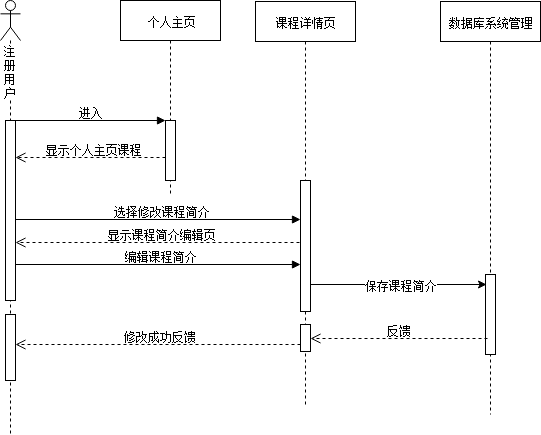 个人主页
课程详情页
数据库系统管理
注册用户
进入
显示个人主页课程
选择修改课程简介
显示课程简介编辑页
编辑课程简介
保存课程简介
反馈
修改成功反馈